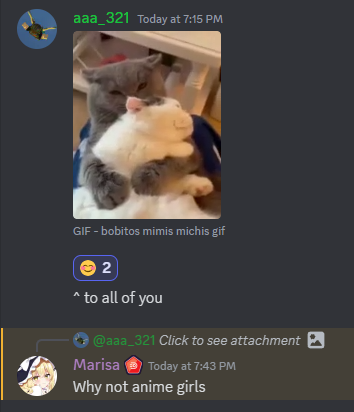 aaa_321 Today at 7:15 PM
GIF - bobitos mimis michis gif
2
^ to all of you
@aaa_321 Click to see attachment
Marisa Today at 7:43 PM
Why not anime girls